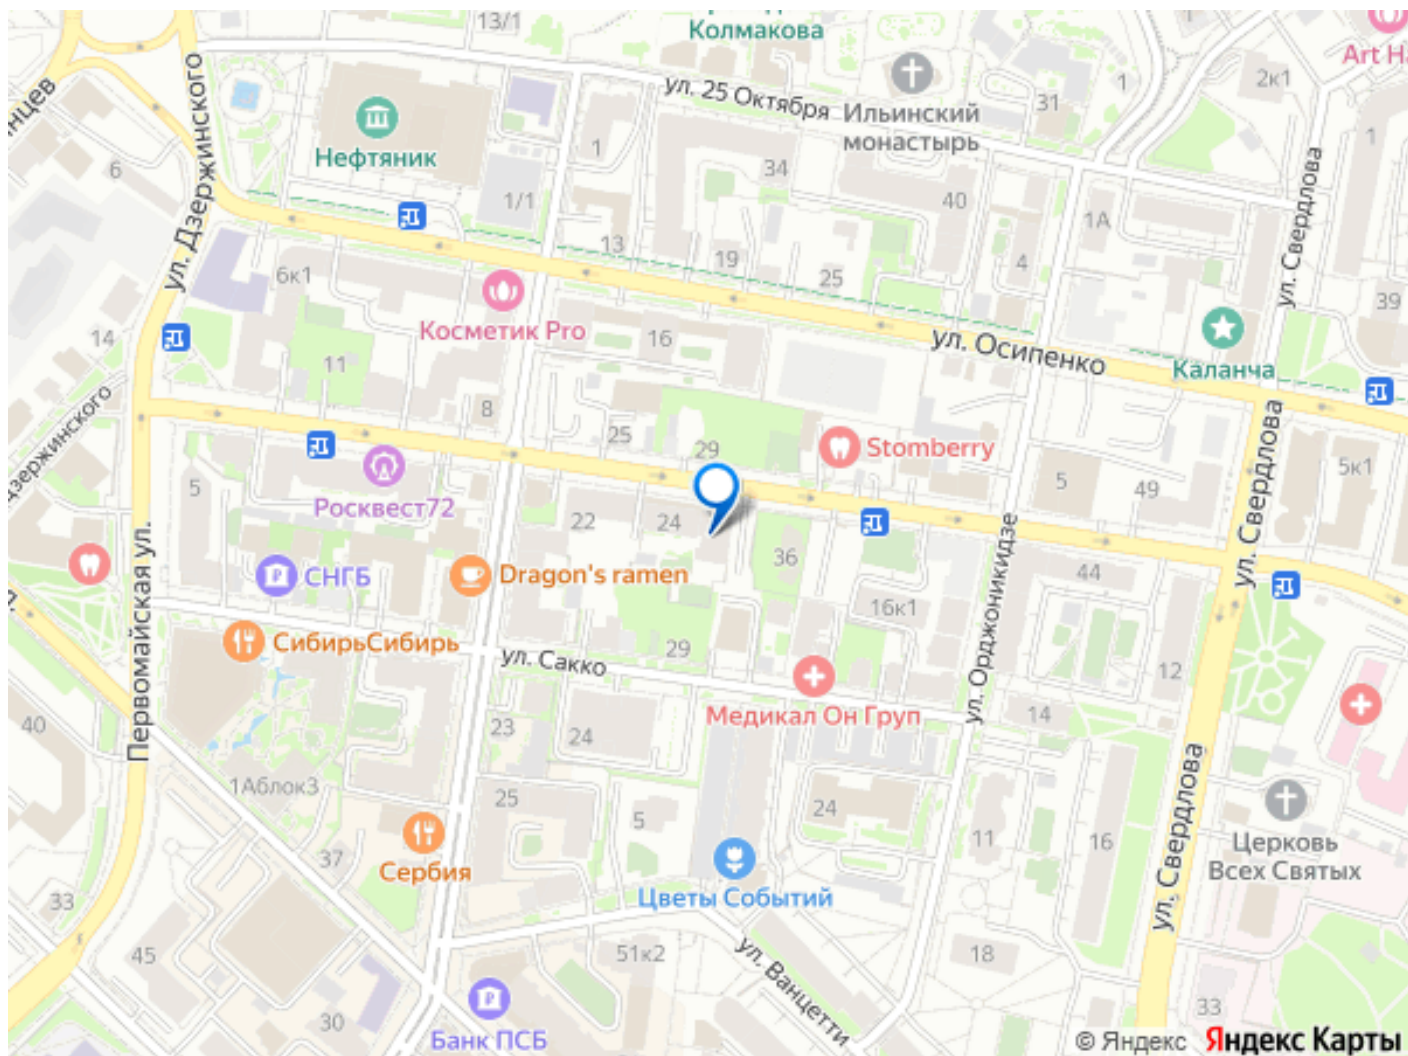 13/1
Колмакова
Art
ул. 25 Октября
Ильинский
монастырь
31
1
2к1
1
ул. Дзержинского
Нефтяник
6
1
34
40
1А
ул. Свердлова
1/1
13
19
25
4
39
6к1
Косметик Pro
16
ул. Осипенко
Каланча
14
11
8
25
29
Stomberry
5
49
5к1
ул. Свердлова
5
Росквест72
22
24
36
44
ул. Орджоникидзе
Первомайская ул.
СНГБ
Dragon's ramen
16к1
СибирьСибирь
ул. Сакко
29
12
40
23
24
Медикал Он Груп
14
1Аблок3
25
5
24
11
16
ул. Свердлова
Церковь
Всех Святых
37
Сербия
Цветы Событий
33
45
51к2
ул. Ванцетти
18
33
30
Банк ПСБ
© Яндекс Яндекс Карты